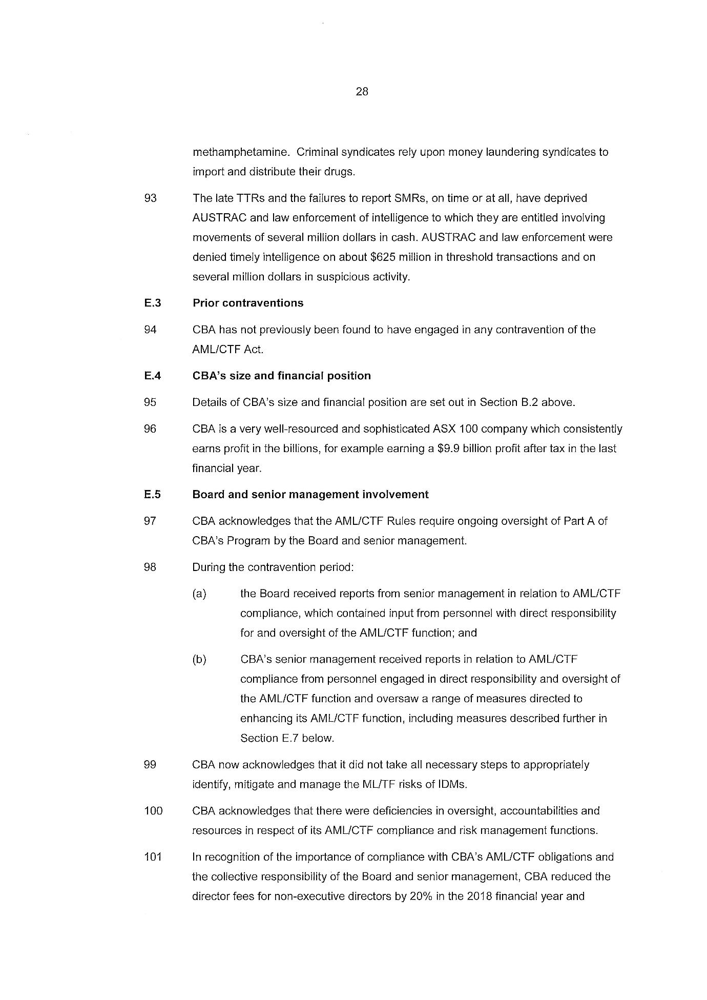 28
methamphetamine. Criminal syndicates rely upon money laundering syndicates to
import and distribute their drugs.
93 The late TTRs and the failures to report SMRs, on time or at all, have deprived
AUSTRAC and law enforcement of intelligence to which they are entitled involving
movements of several million dollars in cash. AUSTRAC and law enforcement were
denied timely intelligence on about $625 million in threshold transactions and on
several million dollars in suspicious activity.
E.3 Prior contraventions
94 CBA has not previously been found to have engaged in any contravention of the
AML/CTF Act.
E.4 CBA's size and financial position
95 Details of CBA's size and financial position are set out in Section B.2 above.
96 CBA is a very well-resourced and sophisticated ASX 100 company which consistently
earns profit in the billions, for example earning a $9.9 billion profit after tax in the last
financial year.
E.5 Board and senior management involvement
97 CBA acknowledges that the AML/CTF Rules require ongoing oversight of Part A of
CBA's Program by the Board and senior management.
98 During the contravention period:
(a) the Board received reports from senior management in relation to AML/CTF
compliance, which contained input from personnel with direct responsibility
for and oversight of the AML/CTF function; and
(b) CBA's senior management received reports in relation to AML/CTF
compliance from personnel engaged in direct responsibility and oversight of
the AML/CTF function and oversaw a range of measures directed to
enhancing its AML/CTF function, including measures described further in
Section E.7 below.
99 CBA now acknowledges that it did not take all necessary steps to appropriately
identify, mitigate and manage the ML/TF risks of IDMs.
100 CBA acknowledges that there were deficiencies in oversight, accountabilities and
resources in respect of its AML/CTF compliance and risk management functions.
101 In recognition of the importance of compliance with CBA's AML/CTF obligations and
the collective responsibility of the Board and senior management, CBA reduced the
director fees for non-executive directors by 20% in the 2018 financial year and